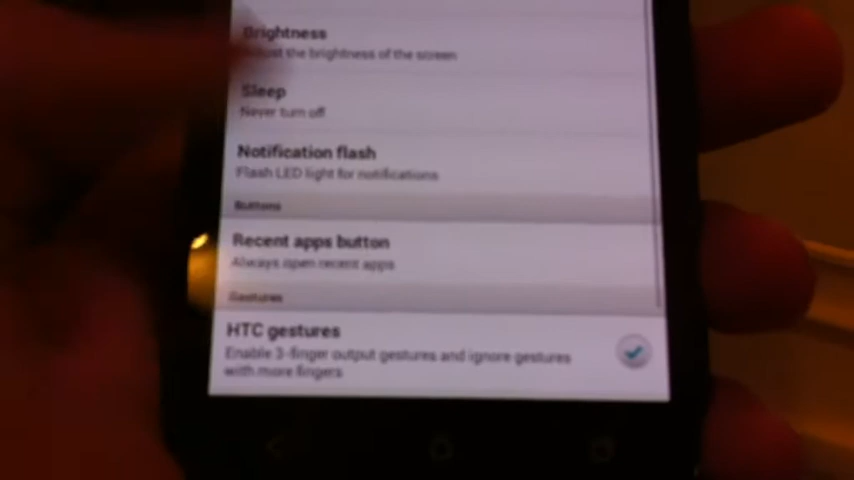 Brightness
the brightness of the screen
Sleep
Never turn off
Notification flash
Flash LED light for notifications
Buttons
Recent apps button
Always open recent apps
Gestures
HTC gestures
Enable 3-finger output gestures and ignore gestures
with more fingers